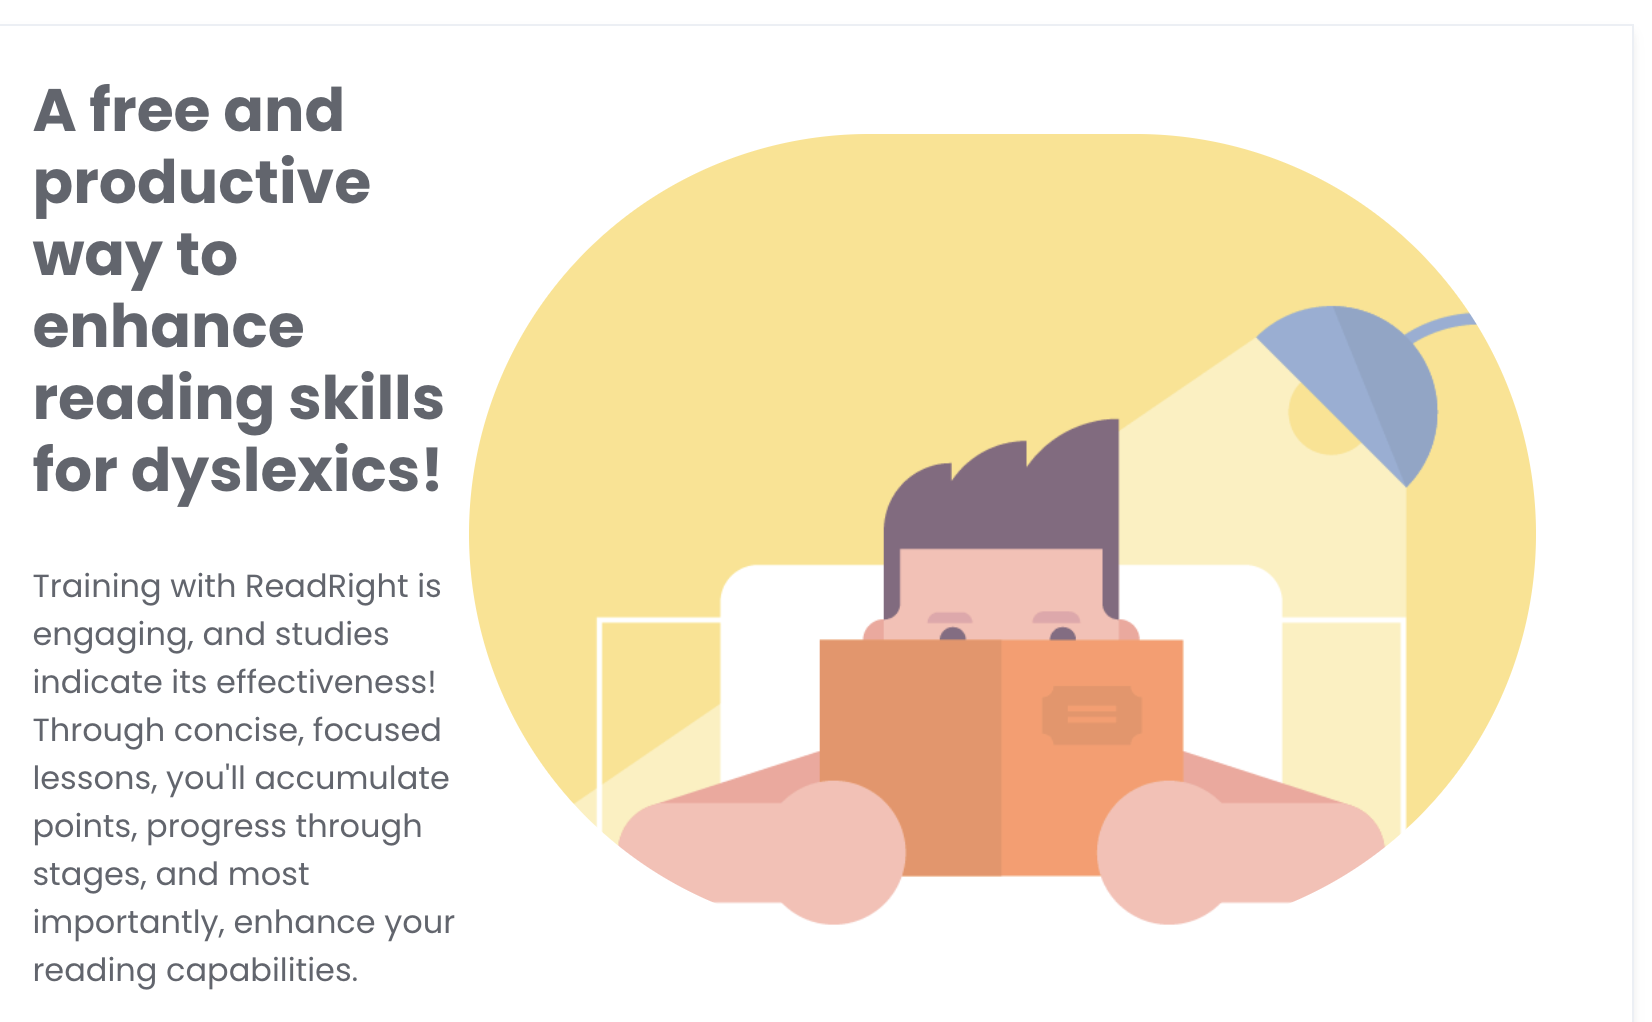 A free and
productive
way to
enhance
reading skills
for dyslexics!
Training with ReadRight is
engaging, and studies
indicate its effectiveness!
Through concise, focused
lessons, you'll accumulate
points, progress through
stages, and most
importantly, enhance your
reading capabilities.